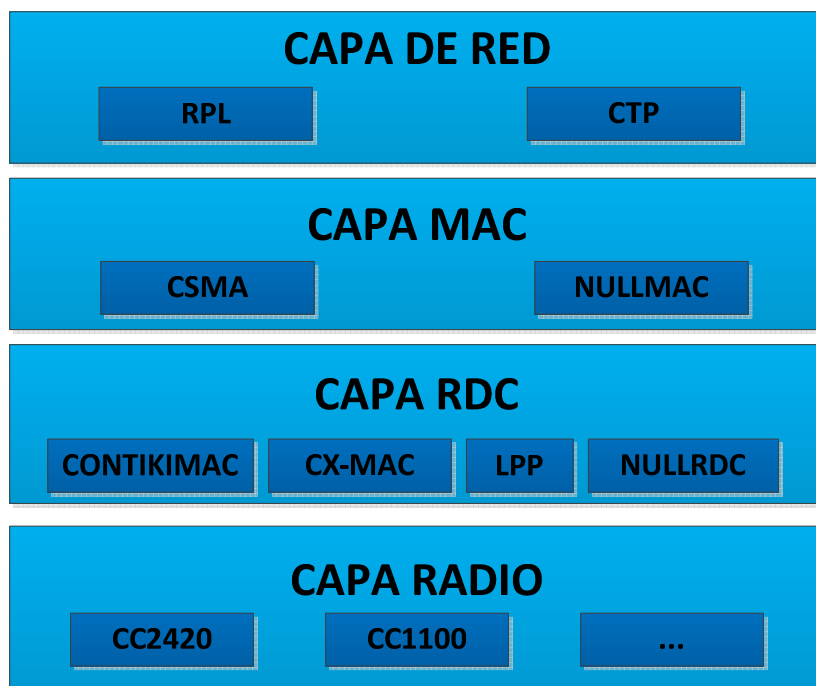 CAPA DE RED
RPL CTP
CAPA MAC
CSMA NULLMAC
CAPA RDC
CONTIKIMAC CX-MAC LPP NULLRDC
CAPA RADIO
CC2420 CC1100 ...